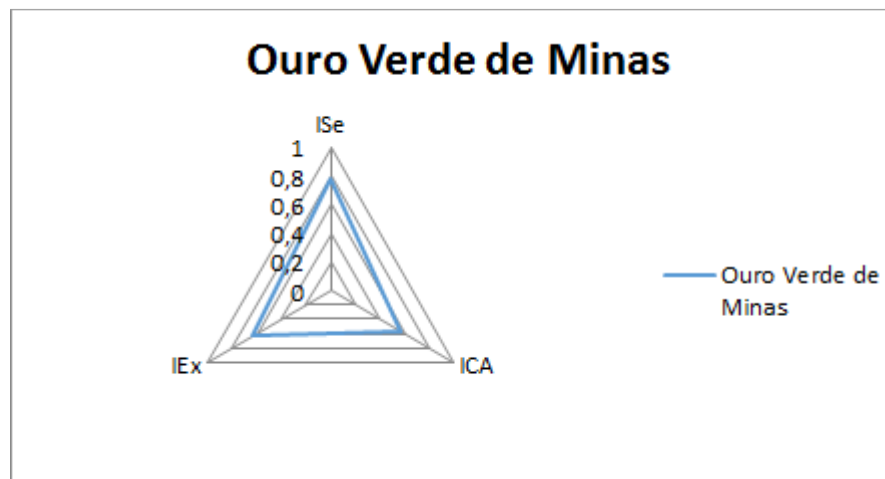 Ouro Verde de Minas
ISe
1
0,8
0,6
0,4
0,2
0
IEx
ICA
Ouro Verde de
Minas